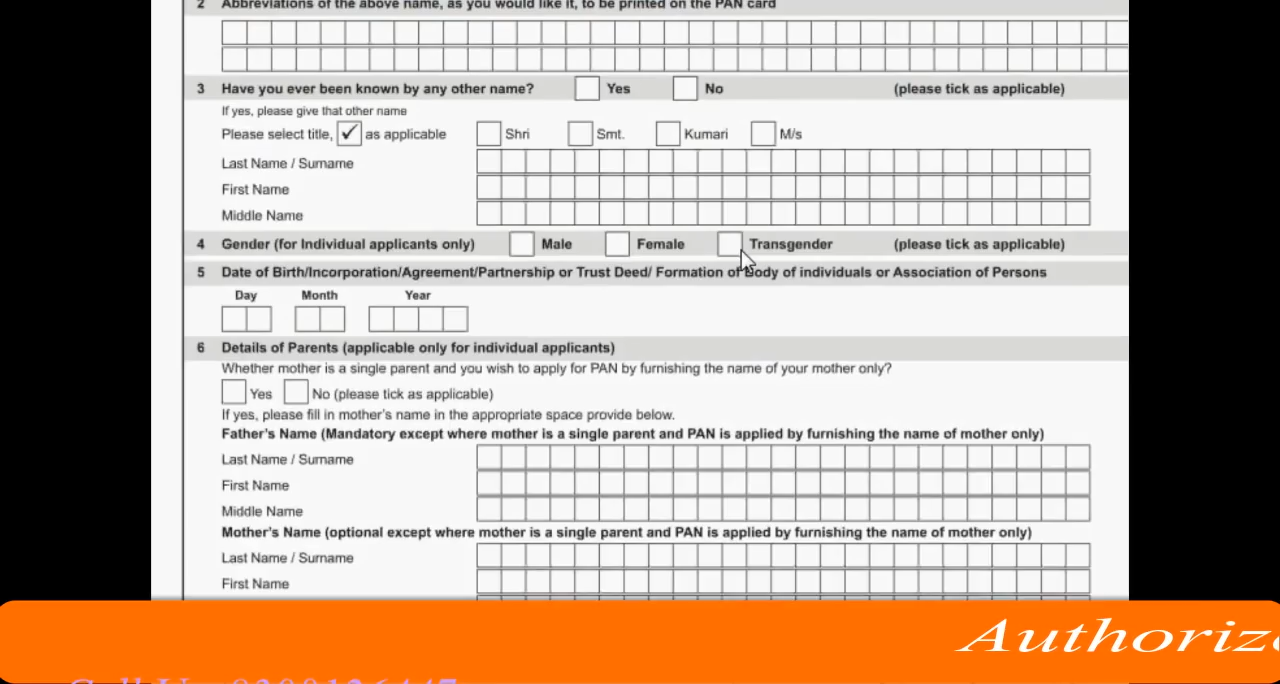 2 Abbreviations of the above name, as you would like it, to be printed on the PAN card
3 Have you ever been known by any other name? Yes No (please tick as applicable)
If yes, please give that other name
Please select title, ✓ as applicable Shri Smt. Kumari M/s
Last Name / Surname
First Name
Middle Name
4 Gender (for Individual applicants only) Male Female Transgender (please tick as applicable)
5 Date of Birth/Incorporation/Agreement/Partnership or Trust Deed/ Formation of Body of individuals or Association of Persons
Day Month Year
6 Details of Parents (applicable only for individual applicants)
Whether mother is a single parent and you wish to apply for PAN by furnishing the name of your mother only?
Yes No (please tick as applicable)
If yes, please fill in mother's name in the appropriate space provide below.
Father's Name (Mandatory except where mother is a single parent and PAN is applied by furnishing the name of mother only)
Last Name / Surname
First Name
Middle Name
Mother's Name (optional except where mother is a single parent and PAN is applied by furnishing the name of mother only)
Last Name / Surname
First Name
Authoriz